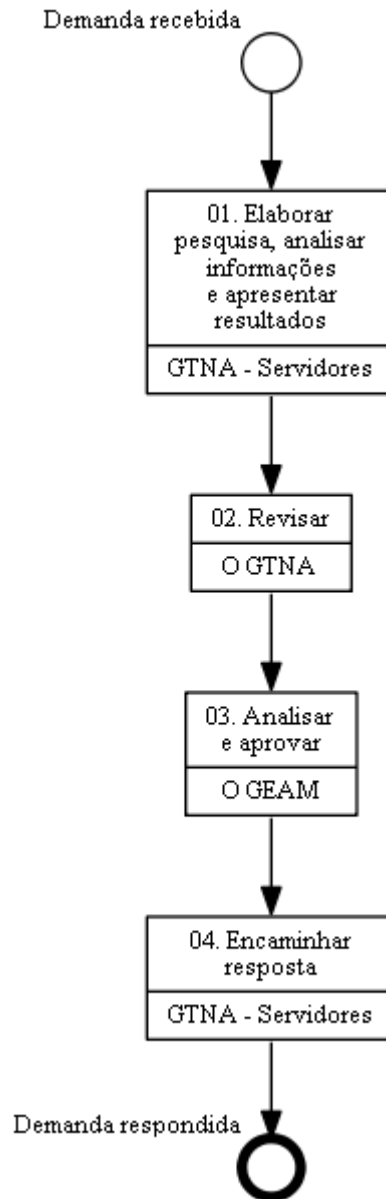 Demanda recebida
01. Elaborar
pesquisa, analisar
informações
e apresentar
resultados
GTNA - Servidores
02. Revisar
O GTNA
03. Analisar
e aprovar
O GEAM
04. Encaminhar
resposta
GTNA - Servidores
Demanda respondida